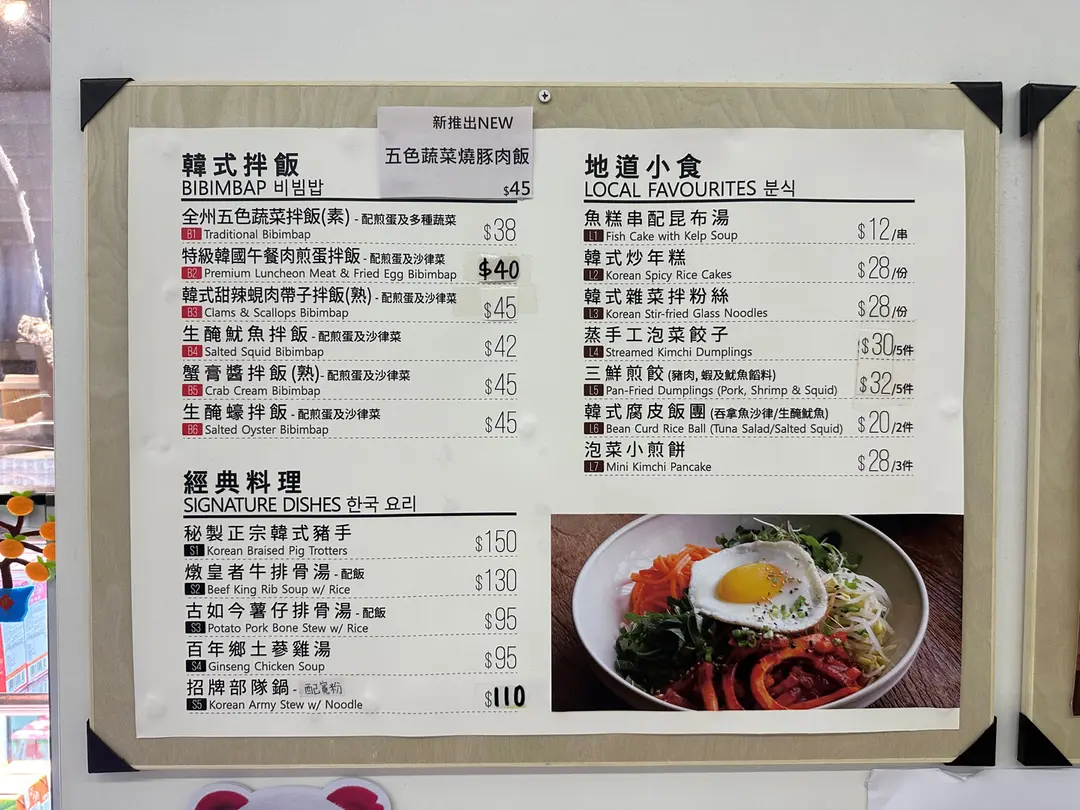 新推出NEW
五色蔬菜燒豚肉飯
$45
韓式拌飯
BIBIMBAP 비빔밥
全州五色蔬菜拌飯(素) - 配煎蛋及多種蔬菜
B1 Traditional Bibimbap $38
特級韓國午餐肉煎蛋拌飯 - 配煎蛋及沙律菜
B2 Premium Luncheon Meat & Fried Egg Bibimbap $40
韓式甜辣蜆肉帶子拌飯(熟) - 配煎蛋及沙律菜
B3 Clams & Scallops Bibimbap $45
生醃魷魚拌飯 - 配煎蛋及沙律菜
B4 Salted Squid Bibimbap $42
蟹膏醬拌飯(熟)- 配煎蛋及沙律菜
B5 Crab Cream Bibimbap $45
生醃蠔拌飯 - 配煎蛋及沙律菜
B6 Salted Oyster Bibimbap $45
經典料理
SIGNATURE DISHES 한국 요리
秘製正宗韓式豬手
S1 Korean Braised Pig Trotters $150
燉皇者牛排骨湯 - 配飯
S2 Beef King Rib Soup w/ Rice $130
古如今薯仔排骨湯 - 配飯
S3 Potato Pork Bone Stew w/ Rice $95
百年鄉土蔘雞湯
S4 Ginseng Chicken Soup $95
招牌部隊鍋 -
S5 Korean Army Stew w/ Noodle $110
地道小食
LOCAL FAVOURITES 분식
魚糕串配昆布湯
L1 Fish Cake with Kelp Soup $12/串
韓式炒年糕
L2 Korean Spicy Rice Cakes $28/份
韓式雜菜拌粉絲
L3 Korean Stir-fried Glass Noodles $28/份
蒸手工泡菜餃子
L4 Streamed Kimchi Dumplings $30/5件
三鮮煎餃 (豬肉, 蝦及魷魚餡料)
L5 Pan-Fried Dumplings (Pork, Shrimp & Squid) $32/5件
韓式腐皮飯團 (吞拿魚沙律/生醃魷魚)
L6 Bean Curd Rice Ball (Tuna Salad/Salted Squid) $20/2件
泡菜小煎餅
L7 Mini Kimchi Pancake $28/3件